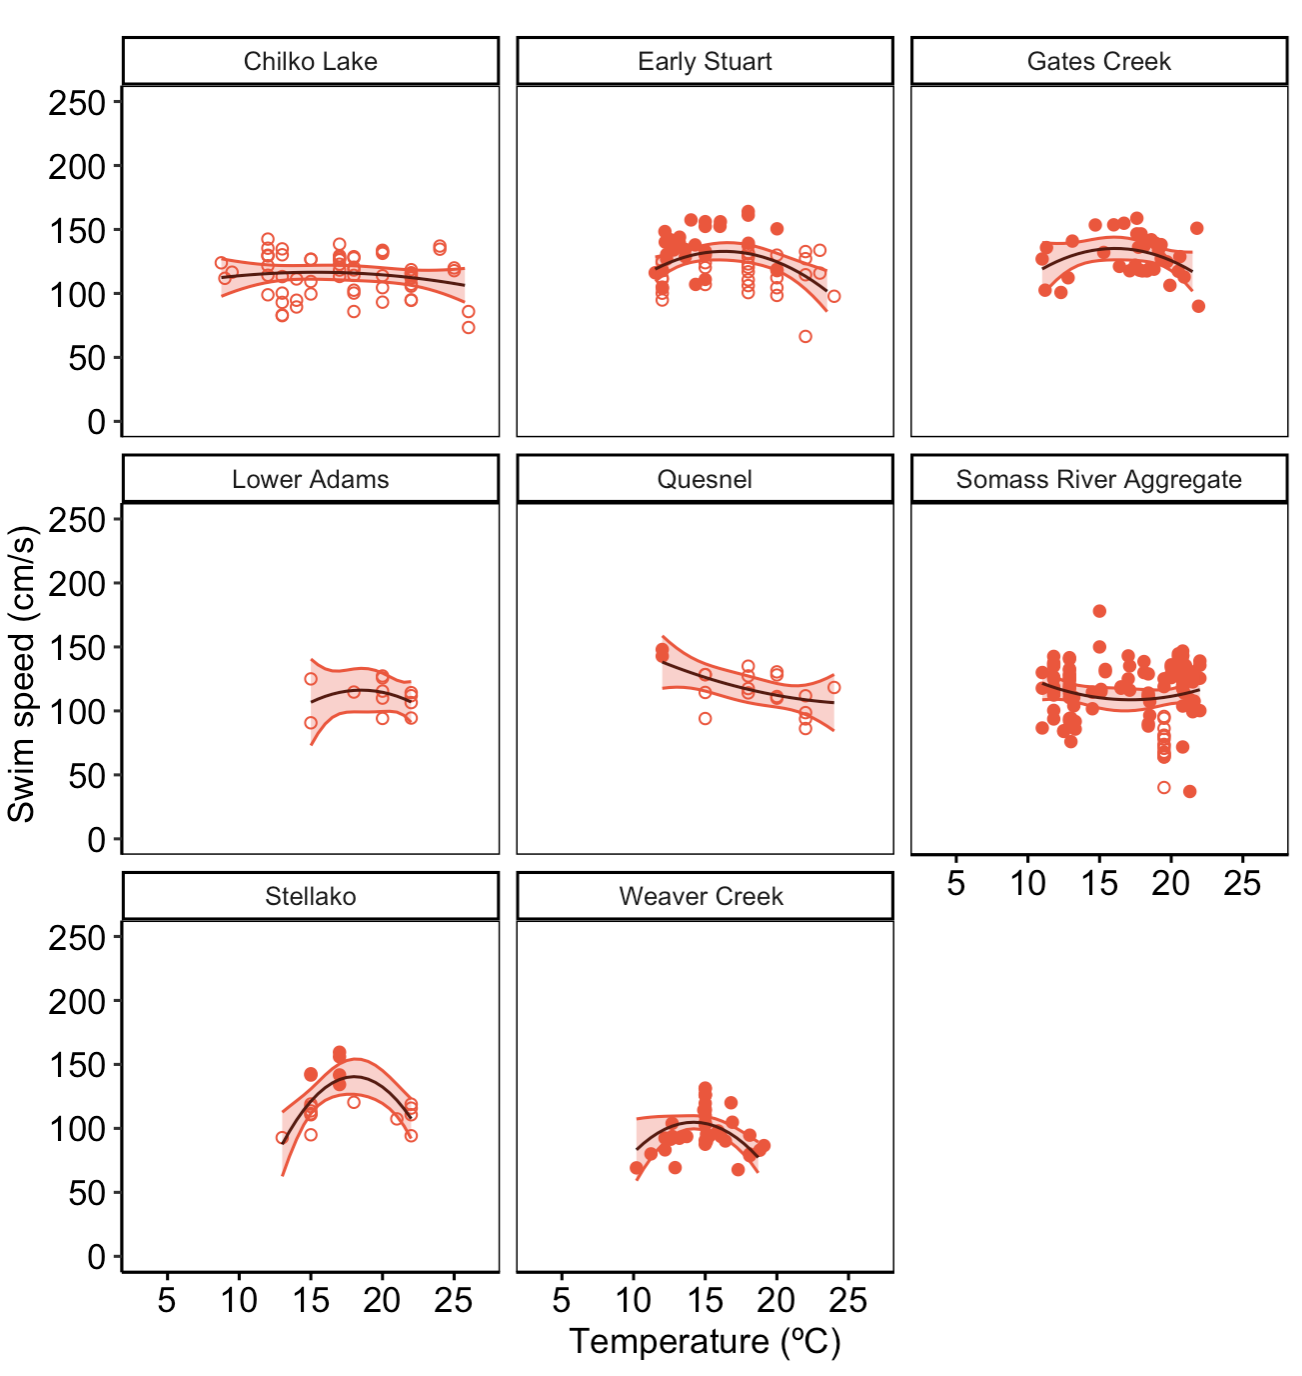 Chilko Lake
Early Stuart
Gates Creek
250
200
150
100
50
0
Lower Adams
Quesnel
Somass River Aggregate
Swim speed (cm/s)
250
200
150
100
50
0
5 10 15 20 25
Stellako
Weaver Creek
250
200
150
100
50
0
5 10 15 20 25
5 10 15 20 25
Temperature (ºC)